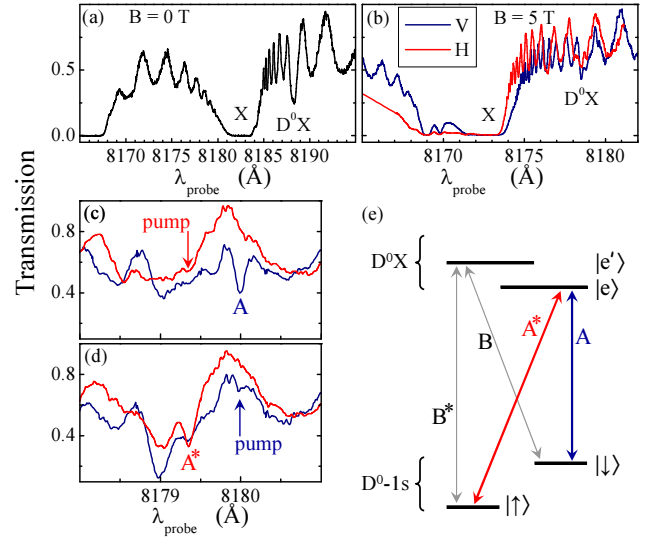 (a)
B = 0 T
0.5
0.0
X
D⁰X
8170 8175 8180 8185 8190
λprobe (Å)
(b)
V
H
B = 5 T
X
D⁰X
8170 8175 8180
λprobe (Å)
Transmission
(c)
pump
0.8
0.4
A
(d)
0.8
0.4
A*
pump
8179 8180
λprobe (Å)
(e)
D⁰X
|e'⟩
|e⟩
A*
A
B
B*
D⁰-1s
|↓⟩
|↑⟩